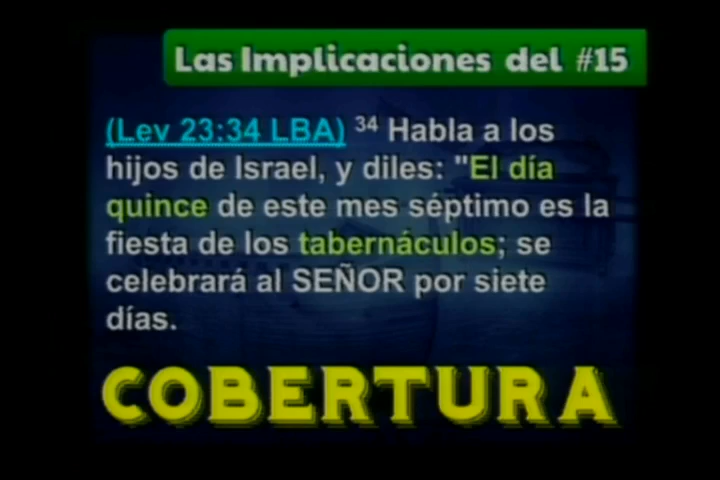 Las Implicaciones del #15
(Lev 23:34 LBA) 34 Habla a los
hijos de Israel, y diles: "El día
quince de este mes séptimo es la
fiesta de los tabernáculos; se
celebrará al SEÑOR por siete
días.
COBERTURA